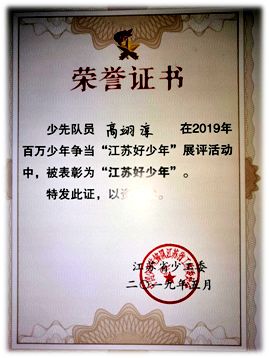 荣誉证书
少先队员 高翊淳 在2019年
百万少年争当“江苏好少年”展评活动
中，被表彰为“江苏好少年”。
特发此证，以资
江苏省少工委
二〇一九年五月